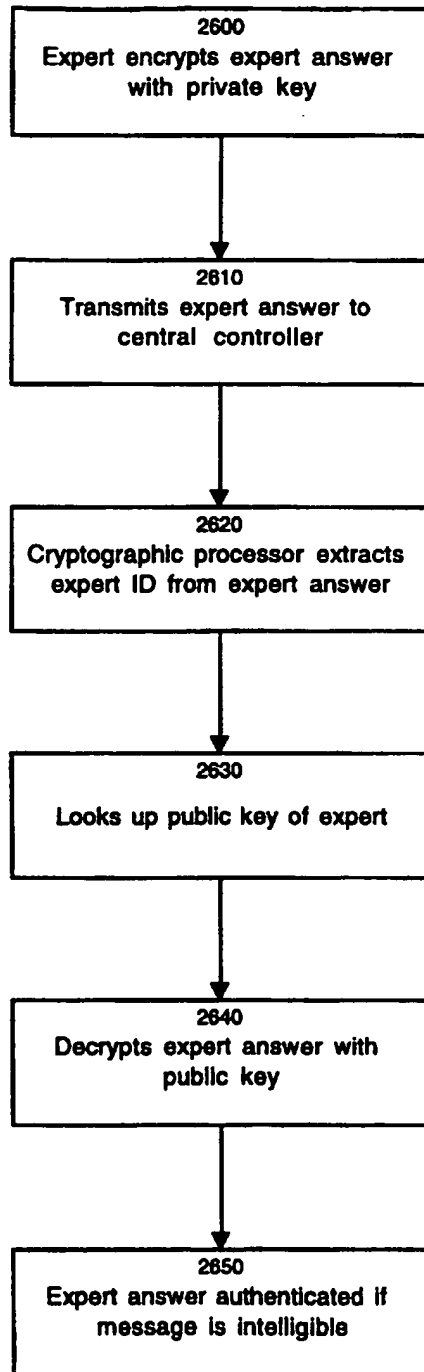 2600
Expert encrypts expert answer
with private key
2610
Transmits expert answer to
central controller
2620
Cryptographic processor extracts
expert ID from expert answer
2630
Looks up public key of expert
2640
Decrypts expert answer with
public key
2650
Expert answer authenticated if
message is intelligible